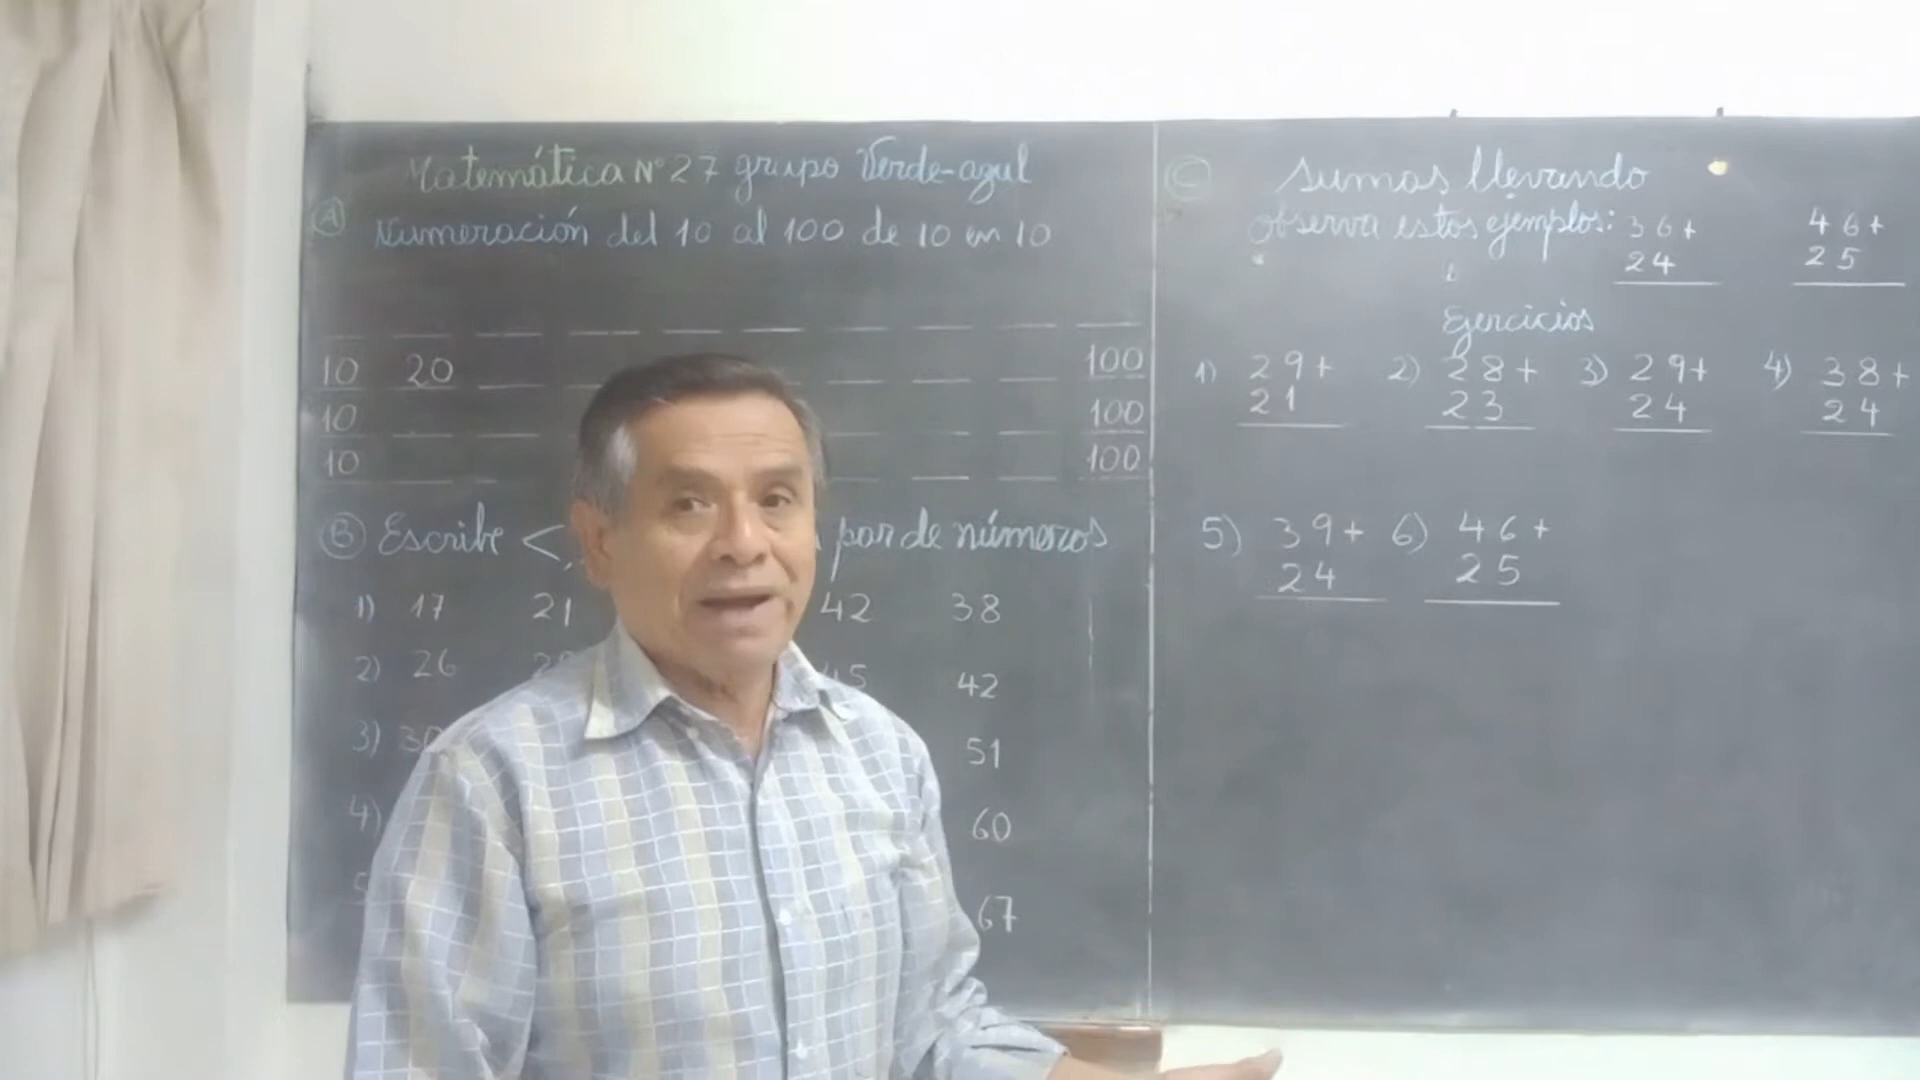 Matemática N° 27 grupo Verde-azul
A Numeración del 10 al 100 de 10 en 10
10 20 100
10 100
10 100
B Escribe <, par de números
1) 17 21 42 38
2) 26 42
3) 30 51
4) 60
67
C Sumas llevando
observa estos ejemplos: 36+ 46+
24 25
Ejercicios
1) 29+ 2) 28+ 3) 29+ 4) 38+
21 23 24 24
5) 39+ 6) 46+
24 25